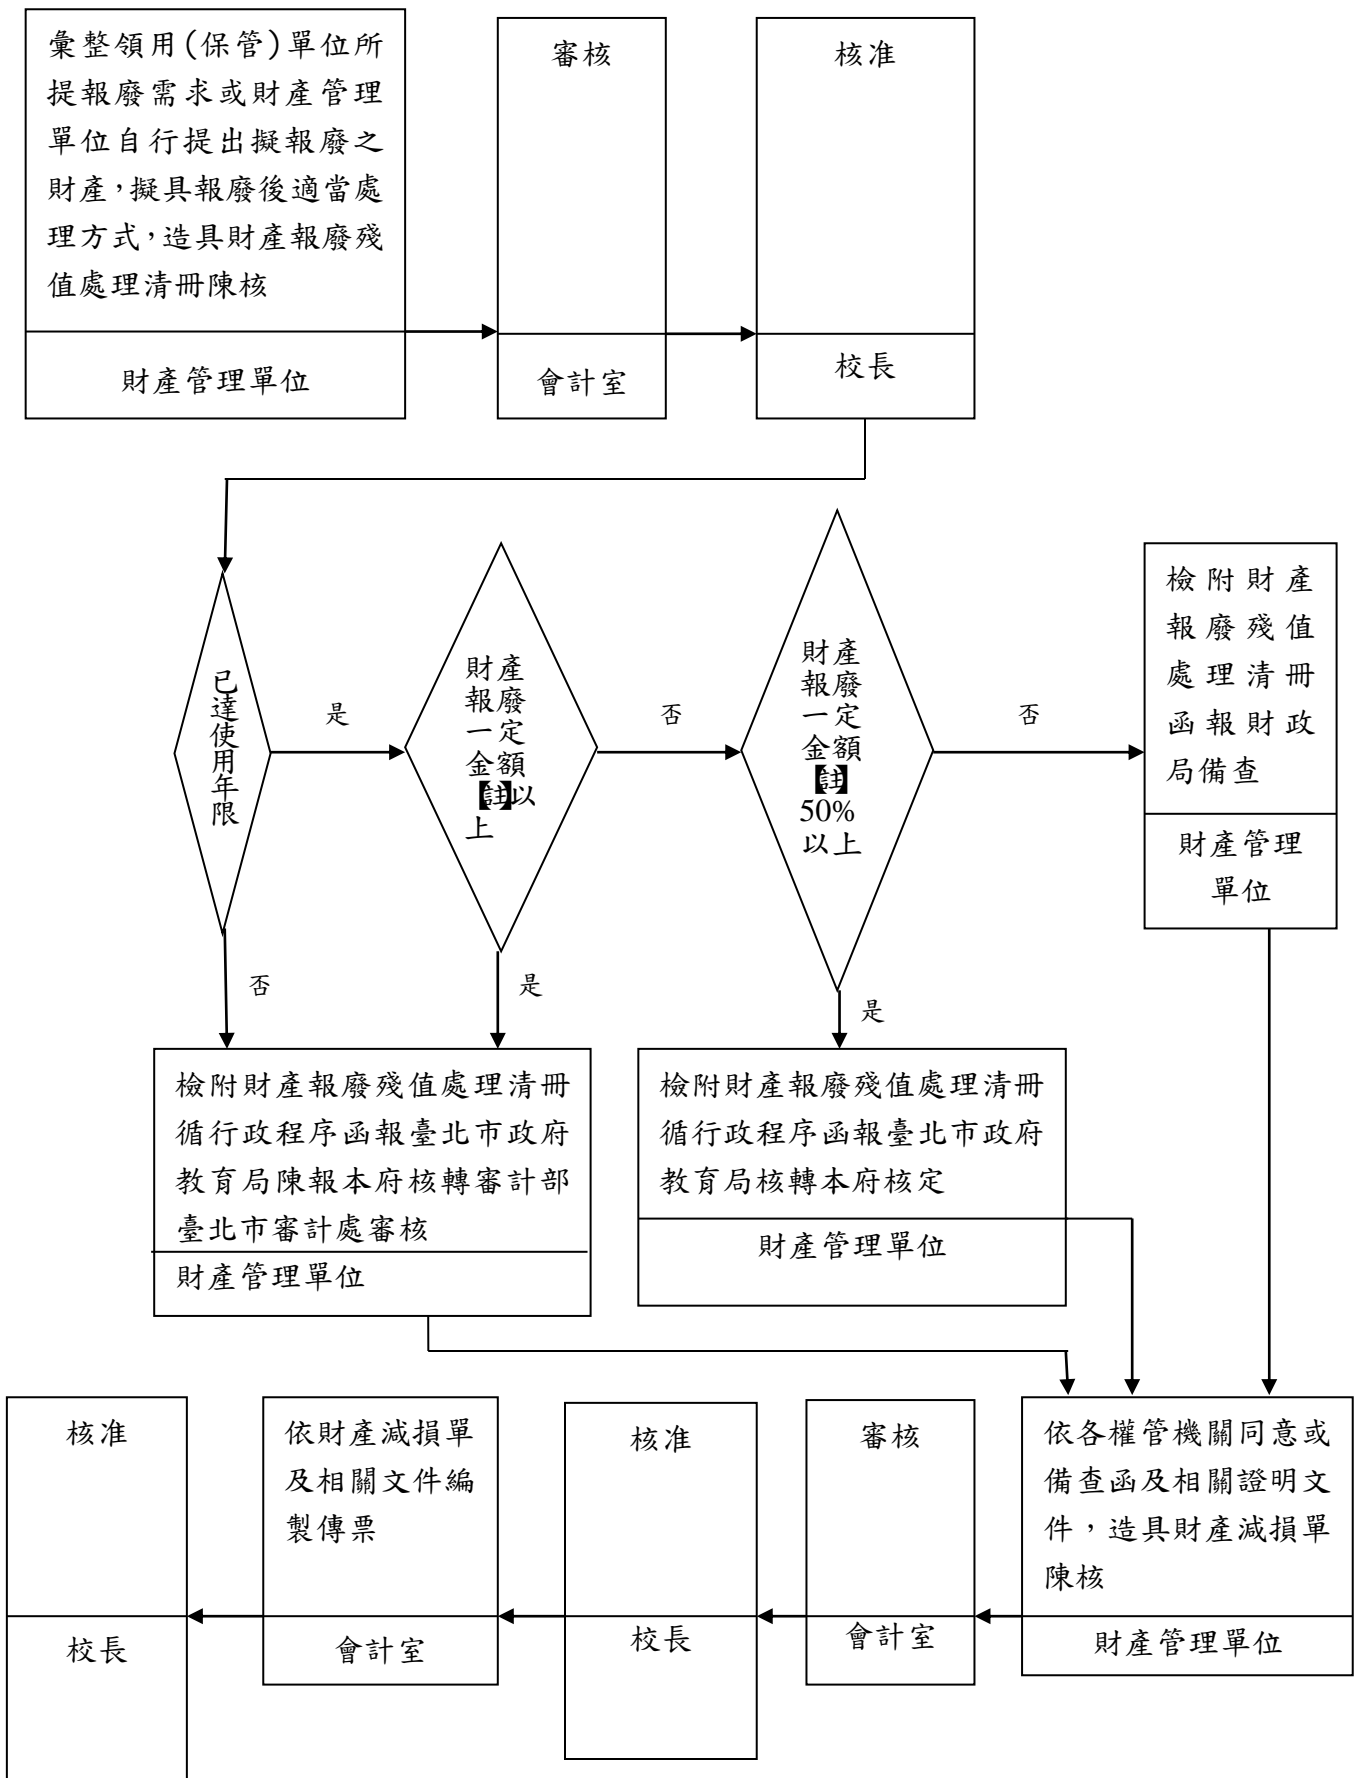 彙整領用(保管)單位所
提報廢需求或財產管理
單位自行提出擬報廢之
財產，擬具報廢後適當處
理方式，造具財產報廢殘
值處理清冊陳核
財產管理單位
審核
會計室
核准
校長
已達使用年限
是
否
財產
報廢
一定
金額
【註】以
上
否
是
財產
報廢
一定
金額
【註】
50%
以上
否
是
檢附財產
報廢殘值
處理清冊
函報財政
局備查
財產管理
單位
檢附財產報廢殘值處理清冊
循行政程序函報臺北市政府
教育局陳報本府核轉審計部
臺北市審計處審核
財產管理單位
檢附財產報廢殘值處理清冊
循行政程序函報臺北市政府
教育局核轉本府核定
財產管理單位
依各權管機關同意或
備查函及相關證明文
件，造具財產減損單
陳核
財產管理單位
審核
會計室
核准
校長
依財產減損單
及相關文件編
製傳票
會計室
核准
校長